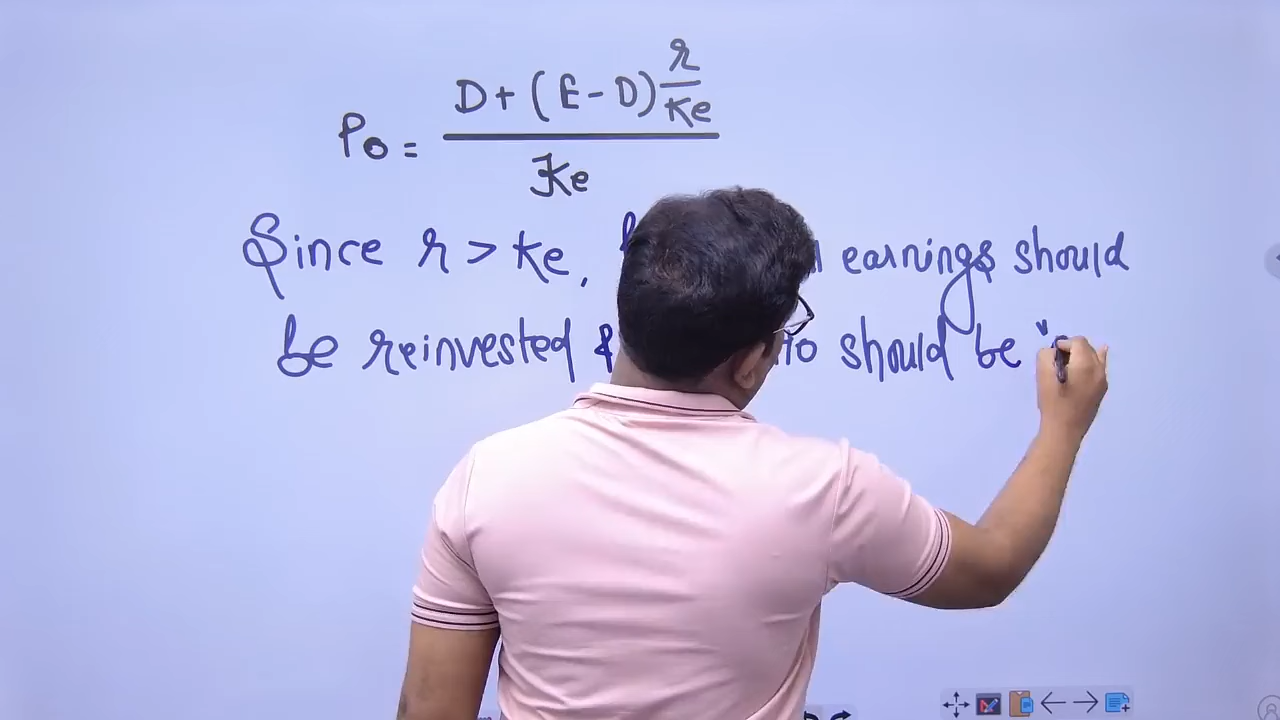 P0 = D + (E - D) r/Ke
Ke
Since r > Ke, earnings should
be reinvested & should be "